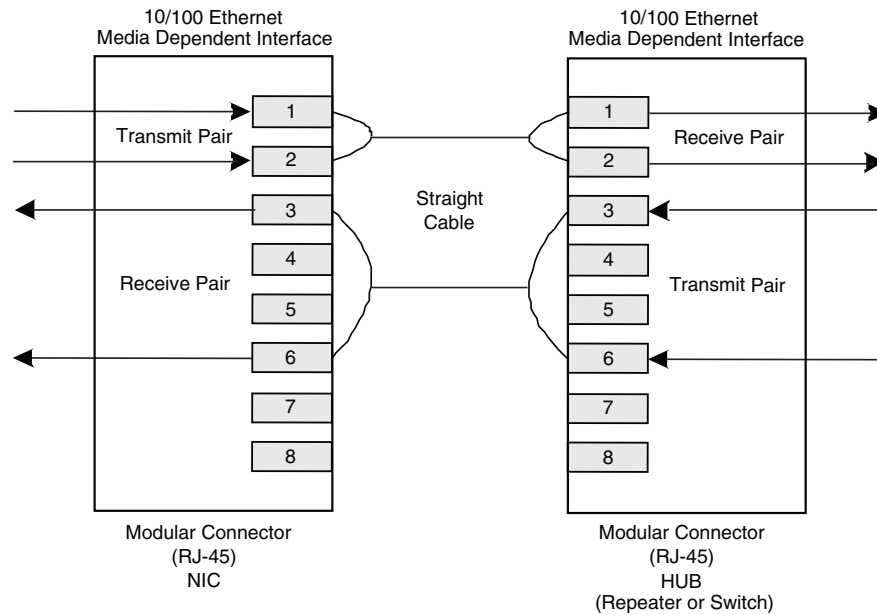 10/100 Ethernet
Media Dependent Interface
1
Transmit Pair
2
3
4
Receive Pair
5
6
7
8
Modular Connector
(RJ-45)
NIC
Straight
Cable
10/100 Ethernet
Media Dependent Interface
1
Receive Pair
2
3
4
Transmit Pair
5
6
7
8
Modular Connector
(RJ-45)
HUB
(Repeater or Switch)